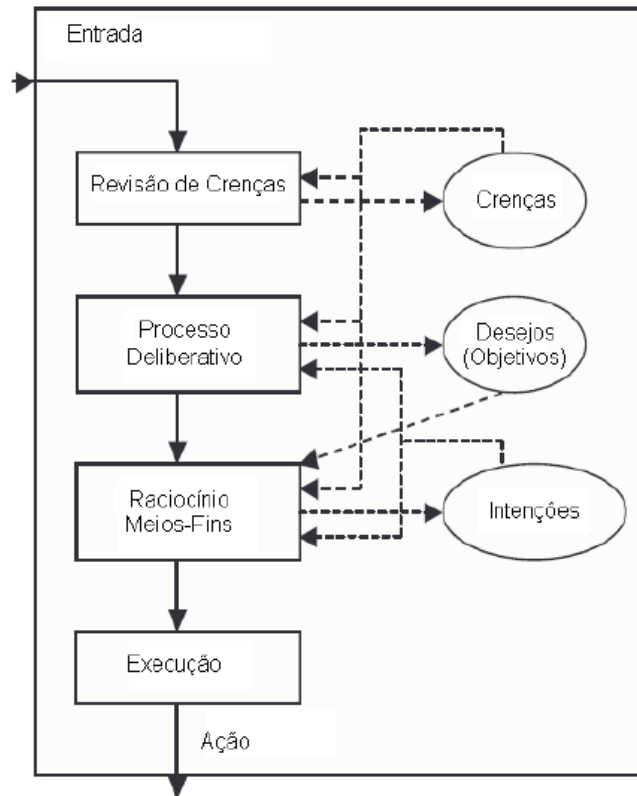 Entrada
Revisão de Crenças
Crenças
Processo
Deliberativo
Desejos
(Objetivos)
Raciocínio
Meios-Fins
Intenções
Execução
Ação